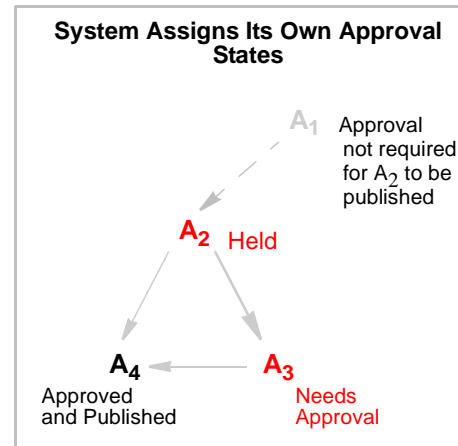 System Assigns Its Own Approval
States
A1 Approval
not required
for A2 to be
published
A2 Held
A4
Approved
and Published
A3
Needs
Approval